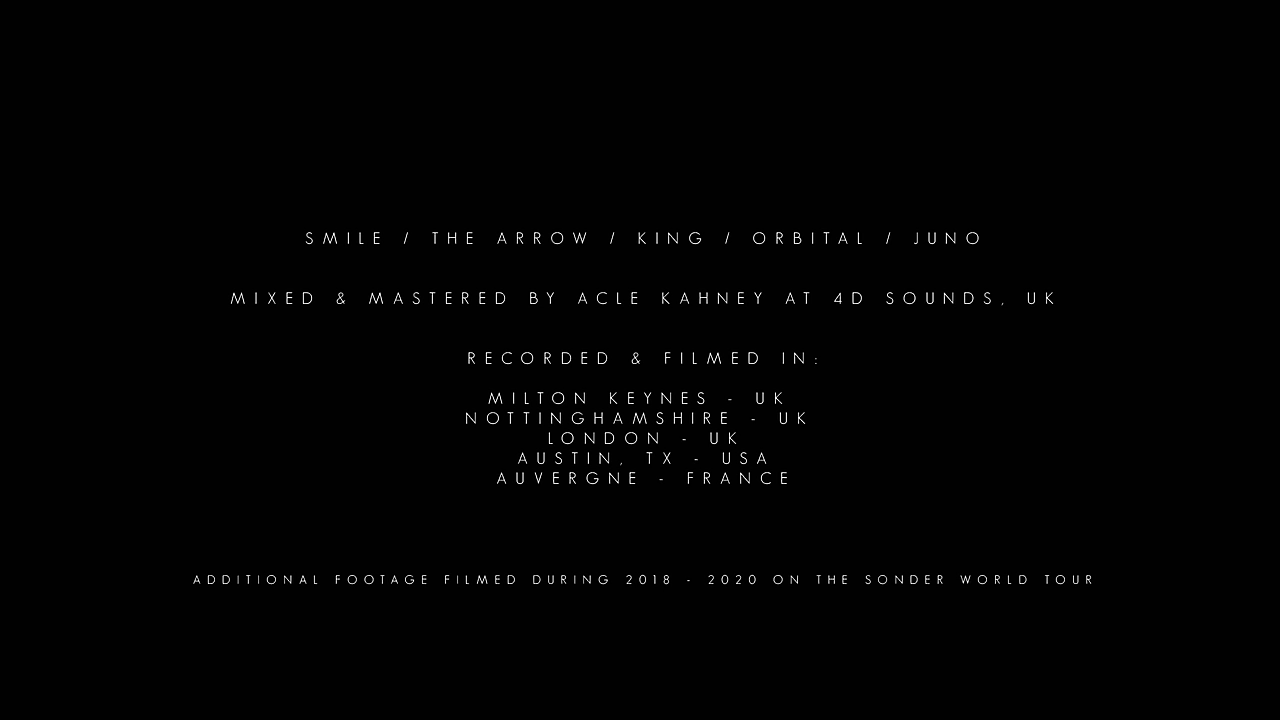 SMILE / THE ARROW / KING / ORBITAL / JUNO
MIXED & MASTERED BY ACLE KAHNEY AT 4D SOUNDS, UK
RECORDED & FILMED IN:
MILTON KEYNES - UK
NOTTINGHAMSHIRE - UK
LONDON - UK
AUSTIN, TX - USA
AUVERGNE - FRANCE
ADDITIONAL FOOTAGE FILMED DURING 2018 - 2020 ON THE SONDER WORLD TOUR